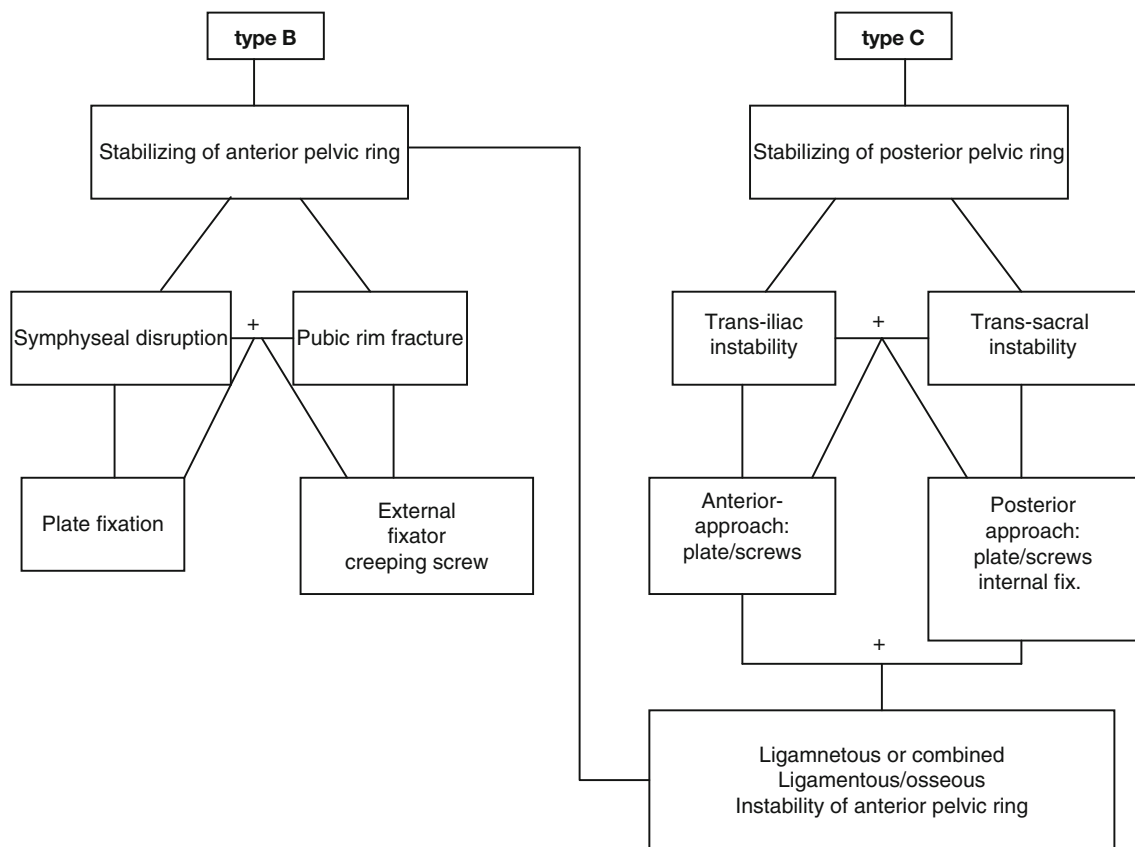 type B
Stabilizing of anterior pelvic ring
Symphyseal disruption
+
Pubic rim fracture
Plate fixation
External
fixator
creeping screw
type C
Stabilizing of posterior pelvic ring
Trans-iliac
instability
+
Trans-sacral
instability
Anterior-
approach:
plate/screws
Posterior
approach:
plate/screws
internal fix.
+
Ligamnetous or combined
Ligamentous/osseous
Instability of anterior pelvic ring